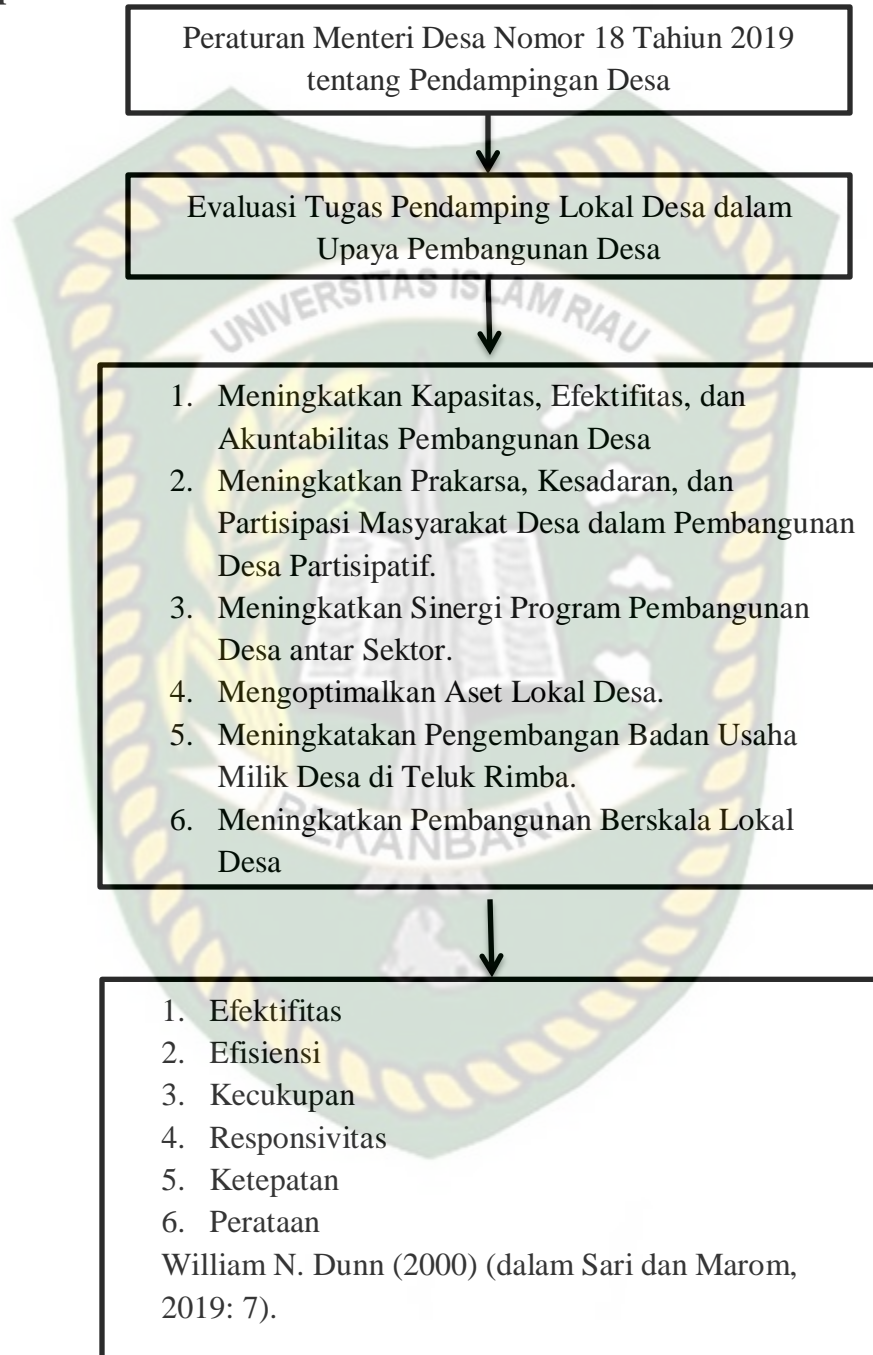 Peraturan Menteri Desa Nomor 18 Tahiun 2019
tentang Pendampingan Desa
Evaluasi Tugas Pendamping Lokal Desa dalam
Upaya Pembangunan Desa
UNIVERSITAS ISLAM RIAU
1. Meningkatkan Kapasitas, Efektifitas, dan
Akuntabilitas Pembangunan Desa
2. Meningkatkan Prakarsa, Kesadaran, dan
Partisipasi Masyarakat Desa dalam Pembangunan
Desa Partisipatif.
3. Meningkatkan Sinergi Program Pembangunan
Desa antar Sektor.
4. Mengoptimalkan Aset Lokal Desa.
5. Meningkatakan Pengembangan Badan Usaha
Milik Desa di Teluk Rimba.
6. Meningkatkan Pembangunan Berskala Lokal
Desa
PEKANBARU
1. Efektifitas
2. Efisiensi
3. Kecukupan
4. Responsivitas
5. Ketepatan
6. Perataan
William N. Dunn (2000) (dalam Sari dan Marom,
2019: 7).